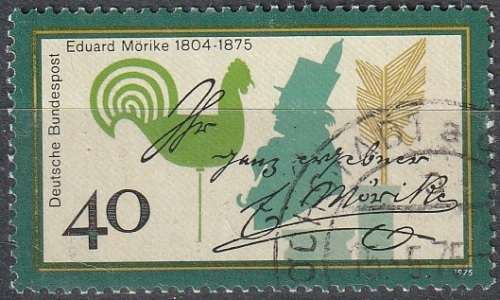 Eduard Mörike 1804-1875
Deutsche Bundespost
Ihr
ganz ergebner
E. Mörike
40
1975